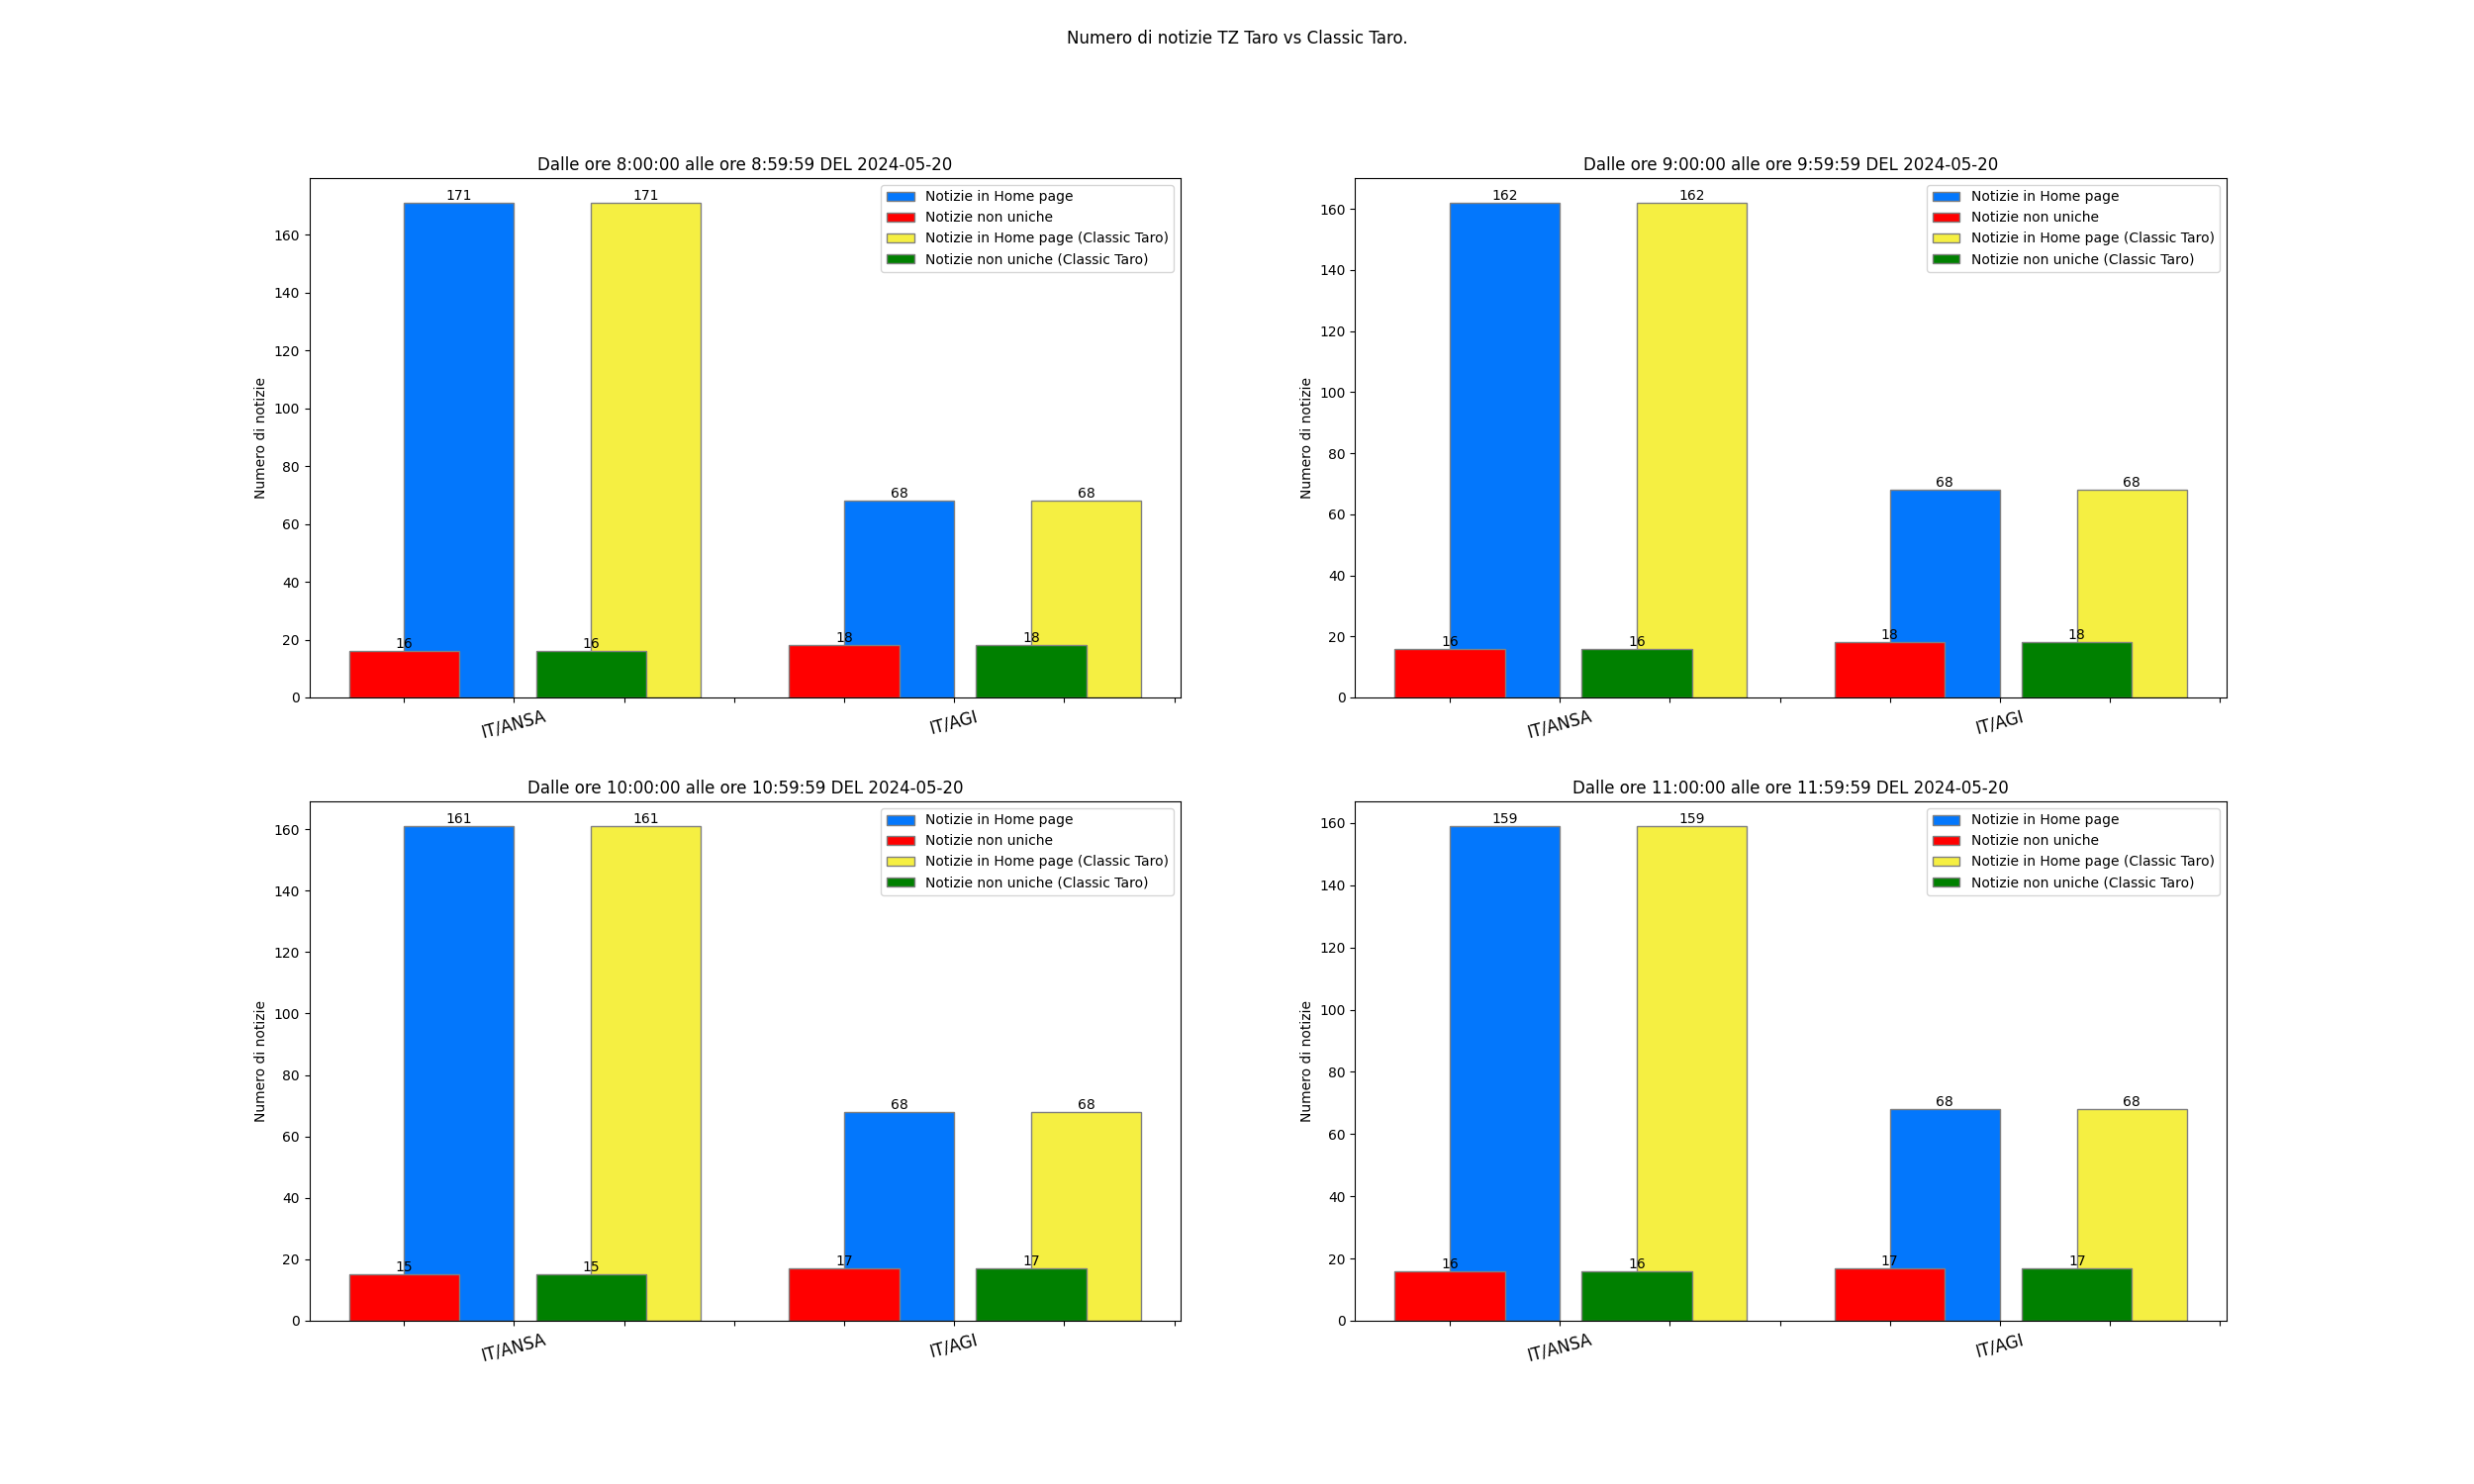 Numero di notizie TZ Taro vs Classic Taro.
Dalle ore 8:00:00 alle ore 8:59:59 DEL 2024-05-20
Numero di notizie
0
20
40
60
80
100
120
140
160
171
171
68
68
16
16
18
18
IT/ANSA
IT/AGI
Notizie in Home page
Notizie non uniche
Notizie in Home page (Classic Taro)
Notizie non uniche (Classic Taro)
Dalle ore 9:00:00 alle ore 9:59:59 DEL 2024-05-20
Numero di notizie
0
20
40
60
80
100
120
140
160
162
162
68
68
16
16
18
18
IT/ANSA
IT/AGI
Notizie in Home page
Notizie non uniche
Notizie in Home page (Classic Taro)
Notizie non uniche (Classic Taro)
Dalle ore 10:00:00 alle ore 10:59:59 DEL 2024-05-20
Numero di notizie
0
20
40
60
80
100
120
140
160
161
161
68
68
15
15
17
17
IT/ANSA
IT/AGI
Notizie in Home page
Notizie non uniche
Notizie in Home page (Classic Taro)
Notizie non uniche (Classic Taro)
Dalle ore 11:00:00 alle ore 11:59:59 DEL 2024-05-20
Numero di notizie
0
20
40
60
80
100
120
140
160
159
159
68
68
16
16
17
17
IT/ANSA
IT/AGI
Notizie in Home page
Notizie non uniche
Notizie in Home page (Classic Taro)
Notizie non uniche (Classic Taro)